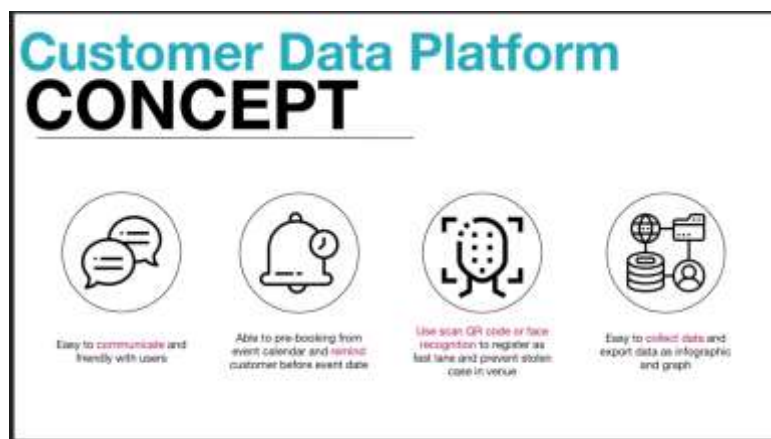 Customer Data Platform
CONCEPT
Easy to communicate and
friendly with users
Able to pre-booking from
event calendar and remind
customer before event date
Use scan QR code or face
recognition to register as
fast lane and prevent stolen
case in venue
Easy to collect data and
export data as infographic
and graph